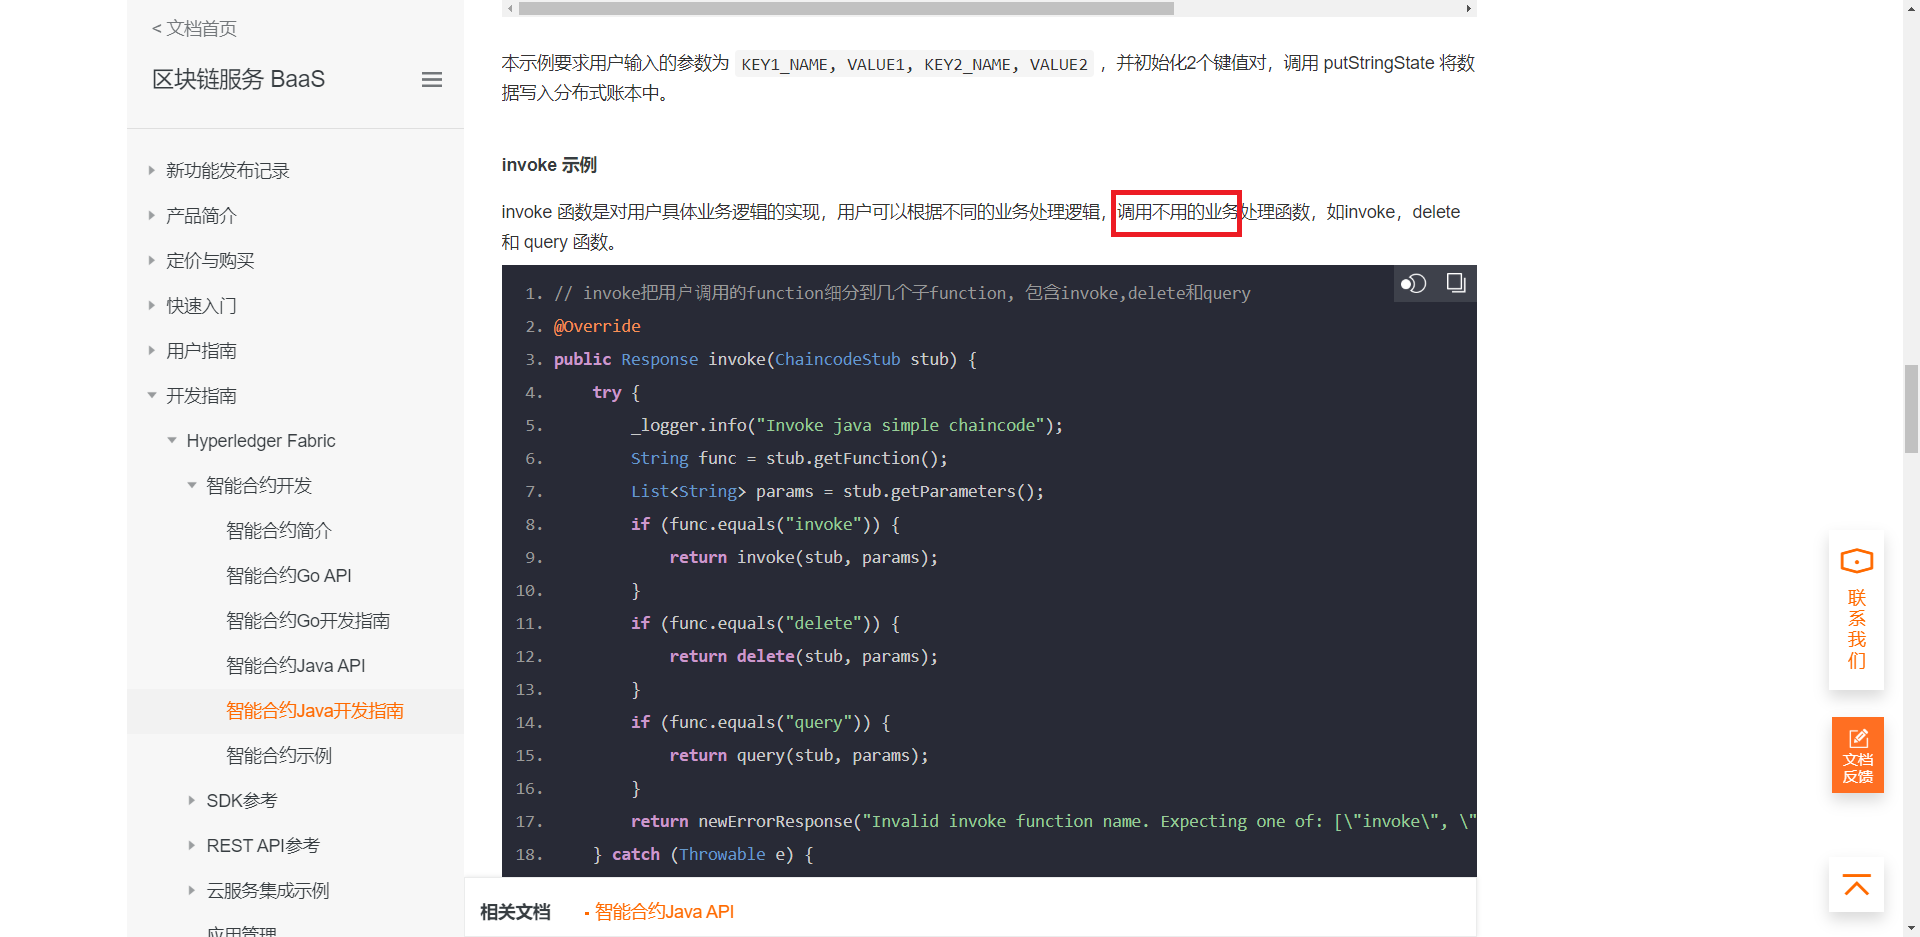 < 文档首页
区块链服务 BaaS
新功能发布记录
产品简介
定价与购买
快速入门
用户指南
开发指南
Hyperledger Fabric
智能合约开发
智能合约简介
智能合约Go API
智能合约Go开发指南
智能合约Java API
智能合约Java开发指南
智能合约示例
SDK参考
REST API参考
云服务集成示例
应用管理
本示例要求用户输入的参数为 KEY1_NAME, VALUE1, KEY2_NAME, VALUE2 ，并初始化2个键值对，调用 putStringState 将数
据写入分布式账本中。
invoke 示例
invoke 函数是对用户具体业务逻辑的实现，用户可以根据不同的业务处理逻辑，调用不用的业务处理函数，如invoke，delete
和 query 函数。
1. // invoke把用户调用的function细分到几个子function, 包含invoke,delete和query
2. @Override
3. public Response invoke(ChaincodeStub stub) {
4. try {
5. _logger.info("Invoke java simple chaincode");
6. String func = stub.getFunction();
7. List<String> params = stub.getParameters();
8. if (func.equals("invoke")) {
9. return invoke(stub, params);
10. }
11. if (func.equals("delete")) {
12. return delete(stub, params);
13. }
14. if (func.equals("query")) {
15. return query(stub, params);
16. }
17. return newErrorResponse("Invalid invoke function name. Expecting one of: [\"invoke\", \"
18. } catch (Throwable e) {
相关文档
智能合约Java API
联
系
我
们
文档
反馈